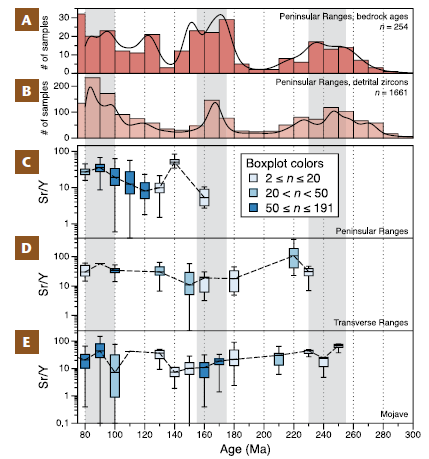 A
Peninsular Ranges, bedrock ages
n = 254
# of samples
30
20
10
0
B
Peninsular Ranges, detrital zircons
n = 1661
# of samples
200
100
0
C
Sr/Y
100
10
1
Boxplot colors
2 ≤ n ≤ 20
20 < n < 50
50 ≤ n ≤ 191
Peninsular Ranges
D
Sr/Y
100
10
1
Transverse Ranges
E
Sr/Y
100
10
1
0,1
Mojave
80 100 120 140 160 180 200 220 240 260 280 300
Age (Ma)